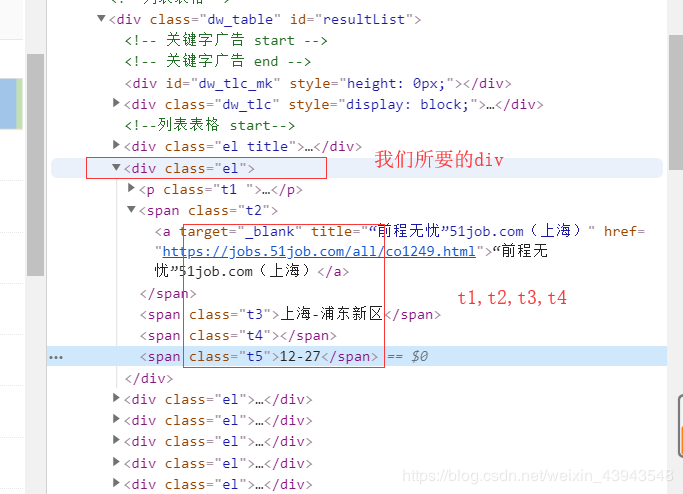 <div class="dw_table" id="resultList">
<!-- 关键字广告 start -->
<!-- 关键字广告 end -->
<div id="dw_tlc_mk" style="height: 0px;"></div>
<div class="dw_tlc" style="display: block;">…</div>
<!--列表表格 start-->
<div class="el title">…</div>
<div class="el">
我们所要的div
<p class="t1 ">…</p>
<span class="t2">
<a target="_blank" title="“前程无忧”51job.com（上海）" href=
"https://jobs.51job.com/all/co1249.html">“前程无
忧”51job.com（上海）</a>
</span>
t1,t2,t3,t4
<span class="t3">上海-浦东新区</span>
<span class="t4"></span>
… <span class="t5">12-27</span> == $0
</div>
<div class="el">…</div>
<div class="el">…</div>
<div class="el">…</div>
<div class="el">…</div>
<div class="el">…</div>
https://blog.csdn.net/weixin_43943548